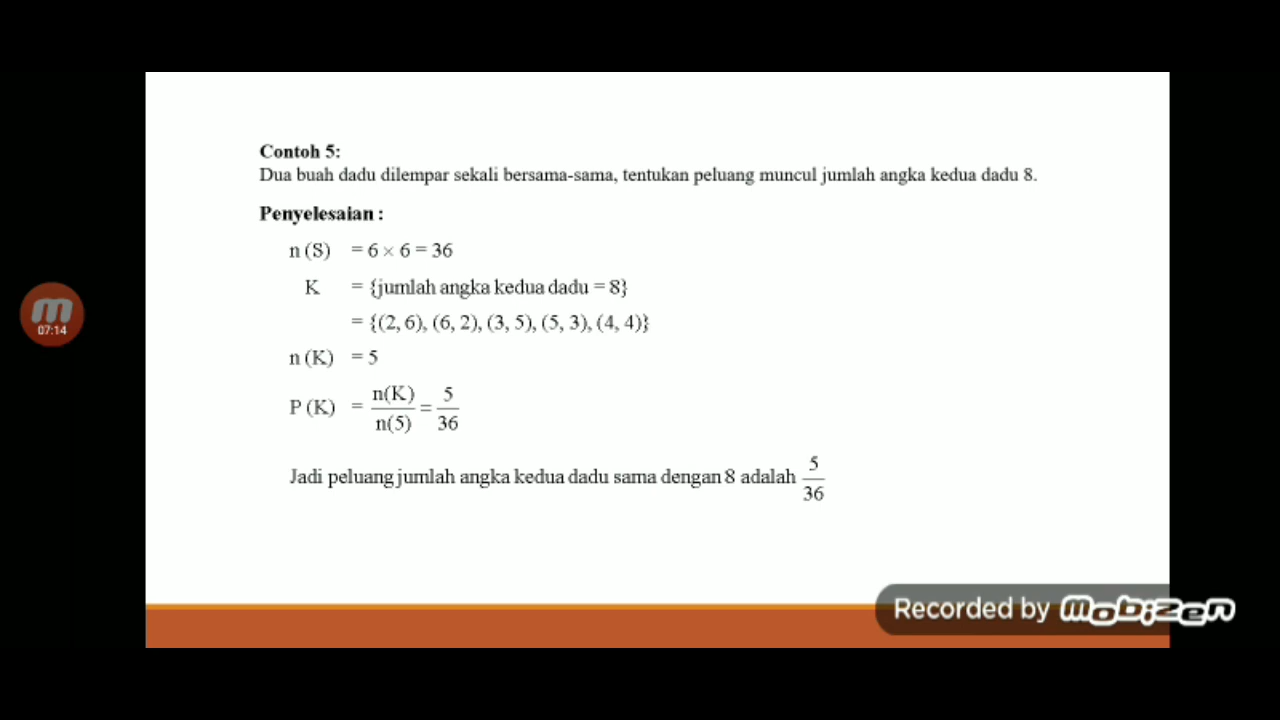 Contoh 5:
Dua buah dadu dilempar sekali bersama-sama, tentukan peluang muncul jumlah angka kedua dadu 8.
Penyelesaian :
n (S) = 6 × 6 = 36
K = {jumlah angka kedua dadu = 8}
= {(2, 6), (6, 2), (3, 5), (5, 3), (4, 4)}
n (K) = 5
P (K) = n(K)/n(5) = 5/36
Jadi peluang jumlah angka kedua dadu sama dengan 8 adalah 5/36
07:14
Recorded by mobizen